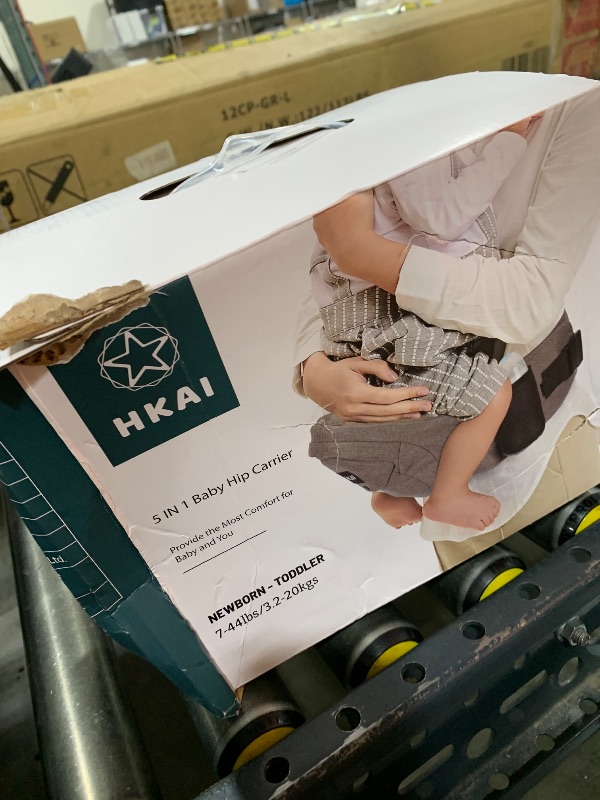 12CP-GR-L
HKAI
5 IN 1 Baby Hip Carrier
Provide the Most Comfort for
Baby and You
NEWBORN - TODDLER
7-44lbs/3.2-20kgs
Ltd.